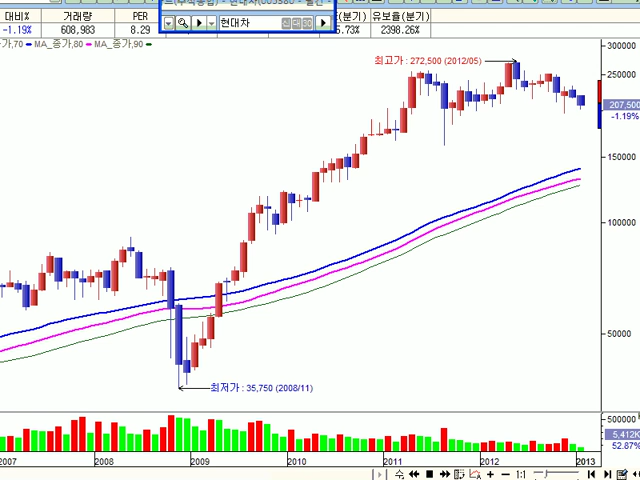 현대차
대비% 거래량 PER (분기) 유보율(분기)
-1.19% 608,983 8.29 5.73% 2398.26%
가,70 MA_종가,80 MA_종가,90
최고가 : 272,500 (2012/05)
300000
250000
207,500
-1.19%
150000
100000
50000
최저가 : 35,750 (2008/11)
500000
5,412K
52.87%
2007 2008 2009 2010 2011 2012 2013
수
1:1